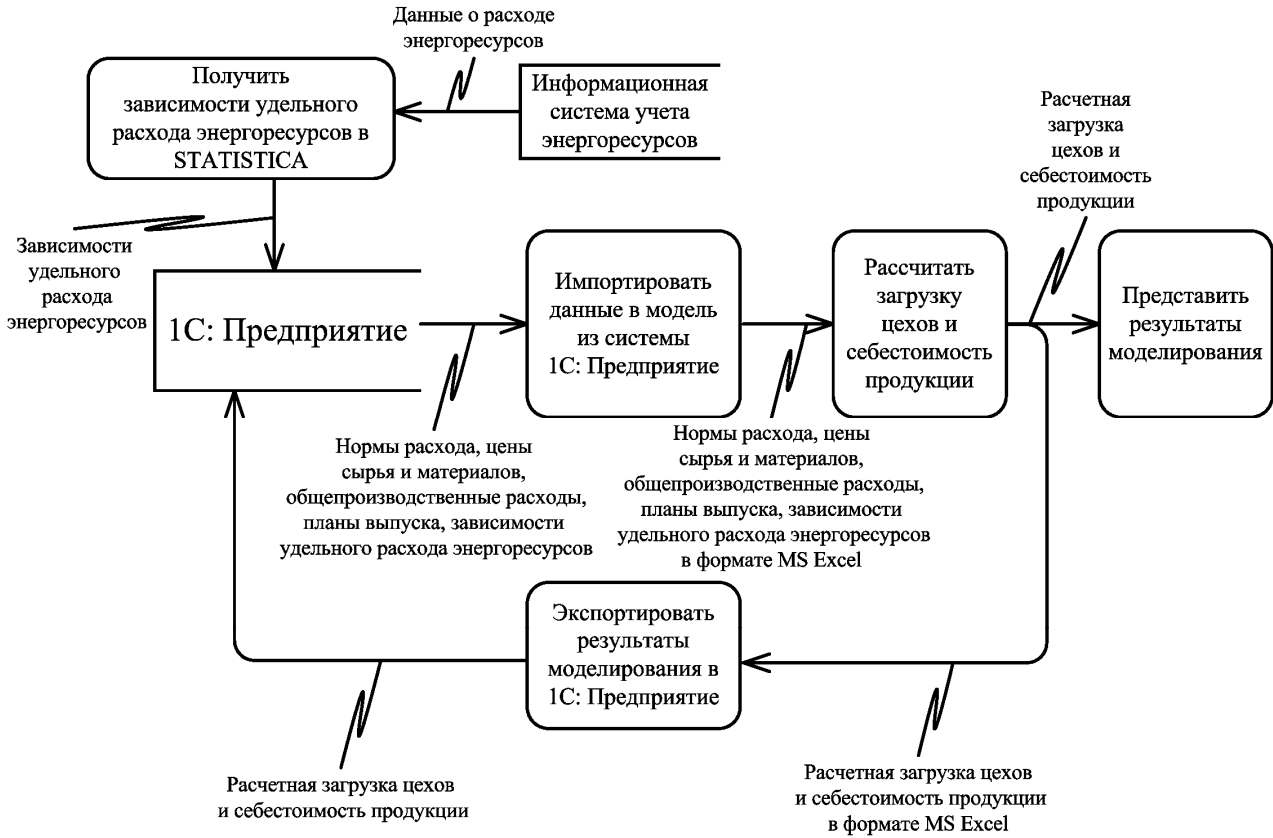 Данные о расходе
энергоресурсов
Получить
зависимости удельного
расхода энергоресурсов в
STATISTICA
Информационная
система учета
энергоресурсов
Расчетная
загрузка
цехов и
себестоимость
продукции
Зависимости
удельного
расхода
энергоресурсов
1С: Предприятие
Импортировать
данные в модель
из системы
1С: Предприятие
Рассчитать
загрузку
цехов и
себестоимость
продукции
Представить
результаты
моделирования
Нормы расхода, цены
сырья и материалов,
общепроизводственные расходы,
планы выпуска, зависимости
удельного расхода энергоресурсов
Нормы расхода, цены
сырья и материалов,
общепроизводственные расходы,
планы выпуска, зависимости
удельного расхода энергоресурсов
в формате MS Excel
Экспортировать
результаты
моделирования в
1С: Предприятие
Расчетная загрузка цехов
и себестоимость продукции
Расчетная загрузка цехов
и себестоимость продукции
в формате MS Excel